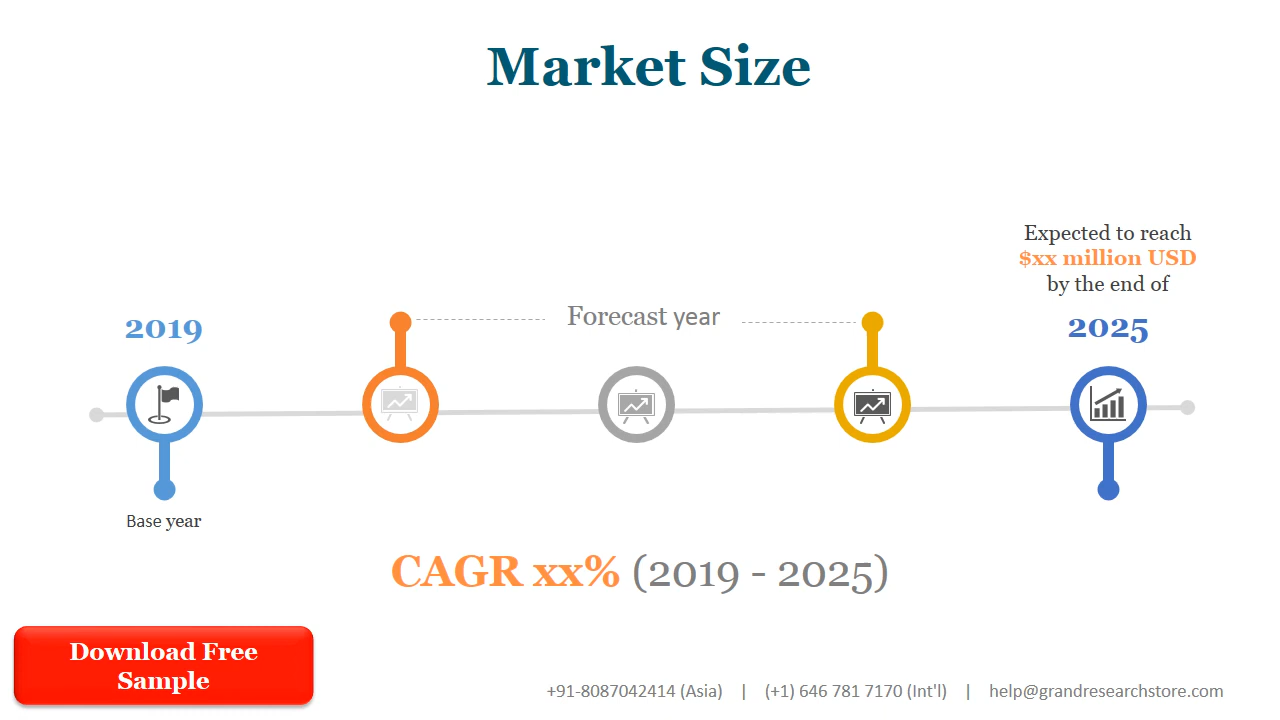 Market Size
Expected to reach
$xx million USD
by the end of
2019
Forecast year
2025
Base year
CAGR xx% (2019 - 2025)
Download Free
Sample
+91-8087042414 (Asia) | (+1) 646 781 7170 (Int'l) | help@grandresearchstore.com